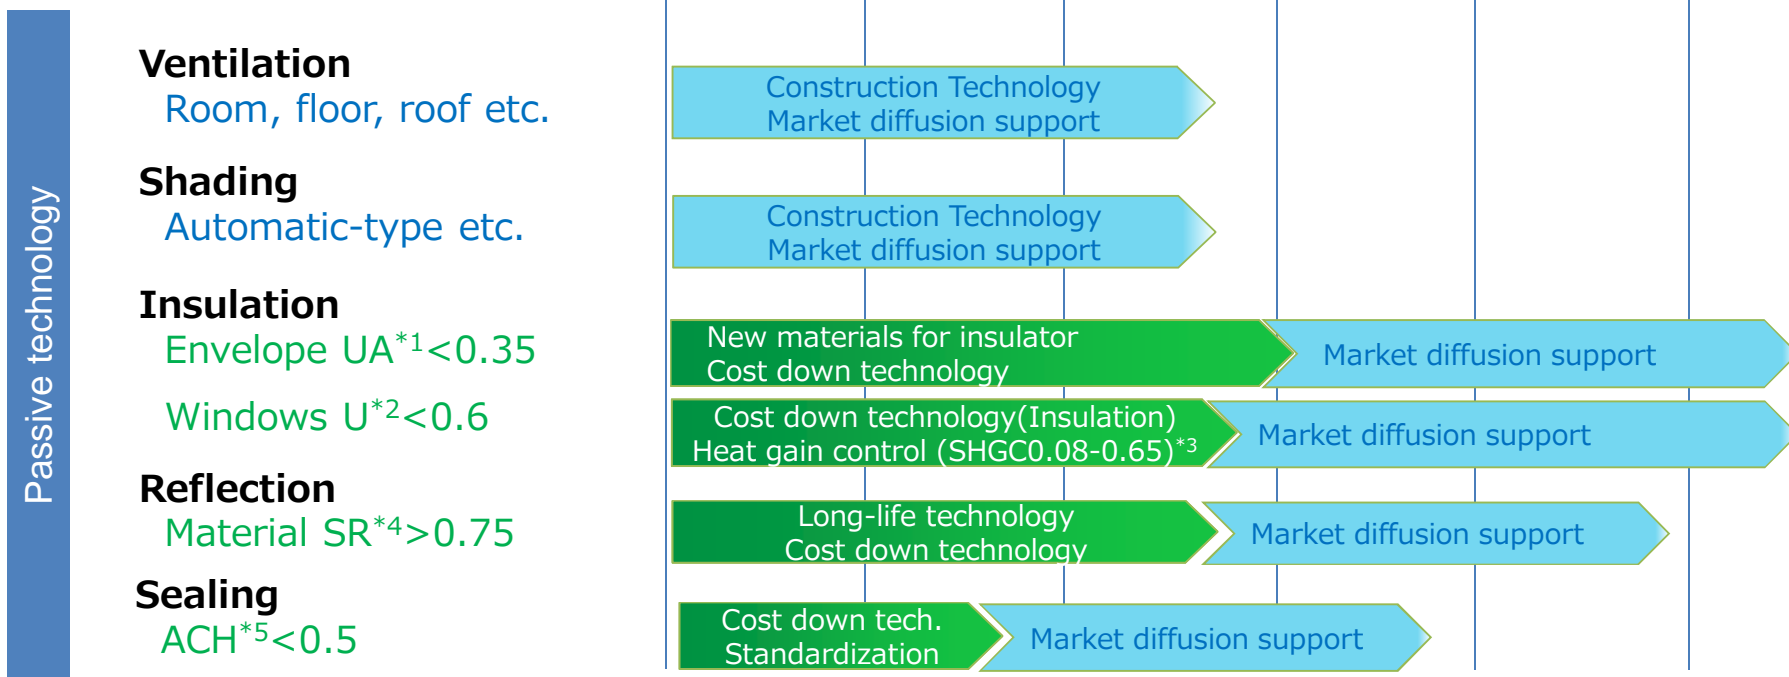 Passive technology
Ventilation
Room, floor, roof etc.
Construction Technology
Market diffusion support
Shading
Automatic-type etc.
Construction Technology
Market diffusion support
Insulation
Envelope UA*1<0.35
New materials for insulator
Cost down technology
Market diffusion support
Windows U*2<0.6
Cost down technology(Insulation)
Heat gain control (SHGC0.08-0.65)*3
Market diffusion support
Reflection
Material SR*4>0.75
Long-life technology
Cost down technology
Market diffusion support
Sealing
ACH*5<0.5
Cost down tech.
Standardization
Market diffusion support